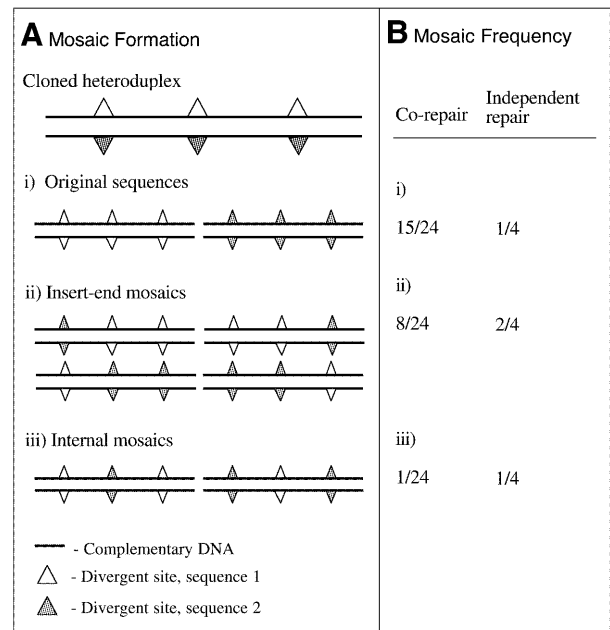 A Mosaic Formation
Cloned heteroduplex
i) Original sequences
ii) Insert-end mosaics
iii) Internal mosaics
- Complementary DNA
- Divergent site, sequence 1
- Divergent site, sequence 2
B Mosaic Frequency
Co-repair Independent repair
i)
15/24 1/4
ii)
8/24 2/4
iii)
1/24 1/4